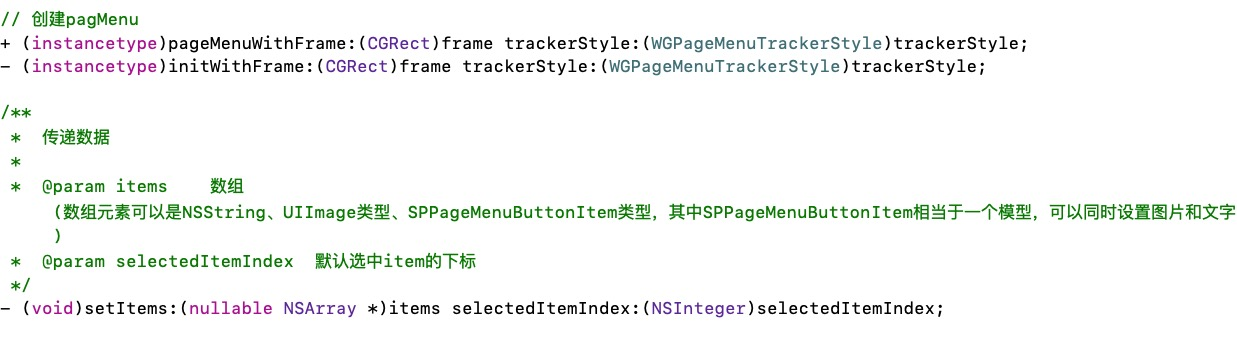 // 创建pagMenu
+ (instancetype)pageMenuWithFrame:(CGRect)frame trackerStyle:(WGPageMenuTrackerStyle)trackerStyle;
- (instancetype)initWithFrame:(CGRect)frame trackerStyle:(WGPageMenuTrackerStyle)trackerStyle;

/**
 *  传递数据
 *
 *  @param items    数组
     (数组元素可以是NSString、UIImage类型、SPPageMenuButtonItem类型，其中SPPageMenuButtonItem相当于一个模型，可以同时设置图片和文字
     )
 *  @param selectedItemIndex  默认选中item的下标
 */
- (void)setItems:(nullable NSArray *)items selectedItemIndex:(NSInteger)selectedItemIndex;